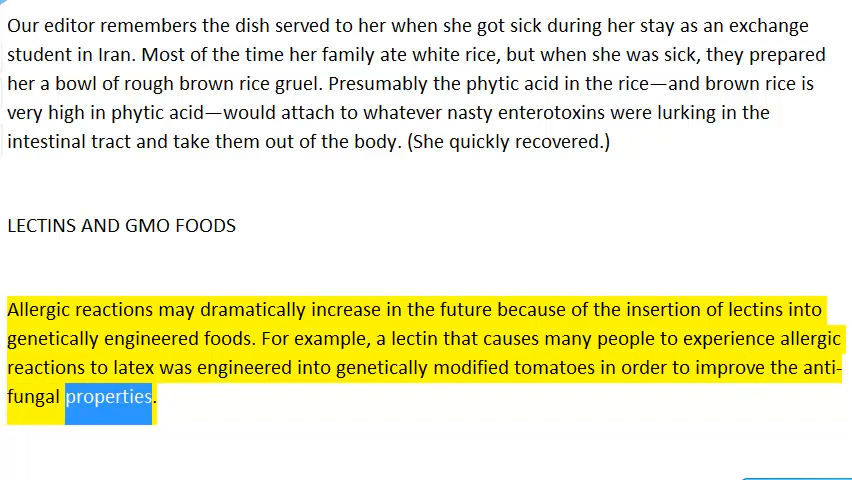 Our editor remembers the dish served to her when she got sick during her stay as an exchange
student in Iran. Most of the time her family ate white rice, but when she was sick, they prepared
her a bowl of rough brown rice gruel. Presumably the phytic acid in the rice—and brown rice is
very high in phytic acid—would attach to whatever nasty enterotoxins were lurking in the
intestinal tract and take them out of the body. (She quickly recovered.)
LECTINS AND GMO FOODS
Allergic reactions may dramatically increase in the future because of the insertion of lectins into
genetically engineered foods. For example, a lectin that causes many people to experience allergic
reactions to latex was engineered into genetically modified tomatoes in order to improve the anti-
fungal properties.